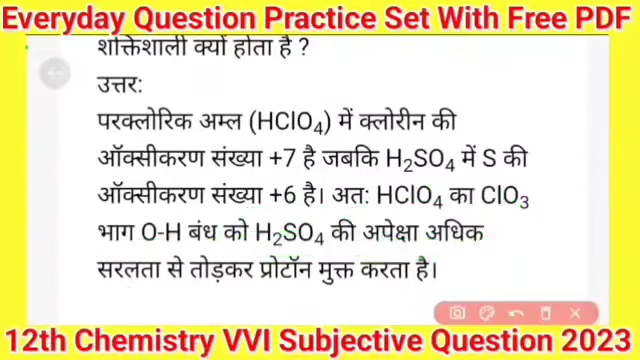 Everyday Question Practice Set With Free PDF
शक्तिशाली क्यों होता है ?
उत्तर:
परक्लोरिक अम्ल (HClO₄) में क्लोरीन की
ऑक्सीकरण संख्या +7 है जबकि H₂SO₄ में S की
ऑक्सीकरण संख्या +6 है। अत: HClO₄ का ClO₃
भाग O-H बंध को H₂SO₄ की अपेक्षा अधिक
सरलता से तोड़कर प्रोटॉन मुक्त करता है।
12th Chemistry VVI Subjective Question 2023